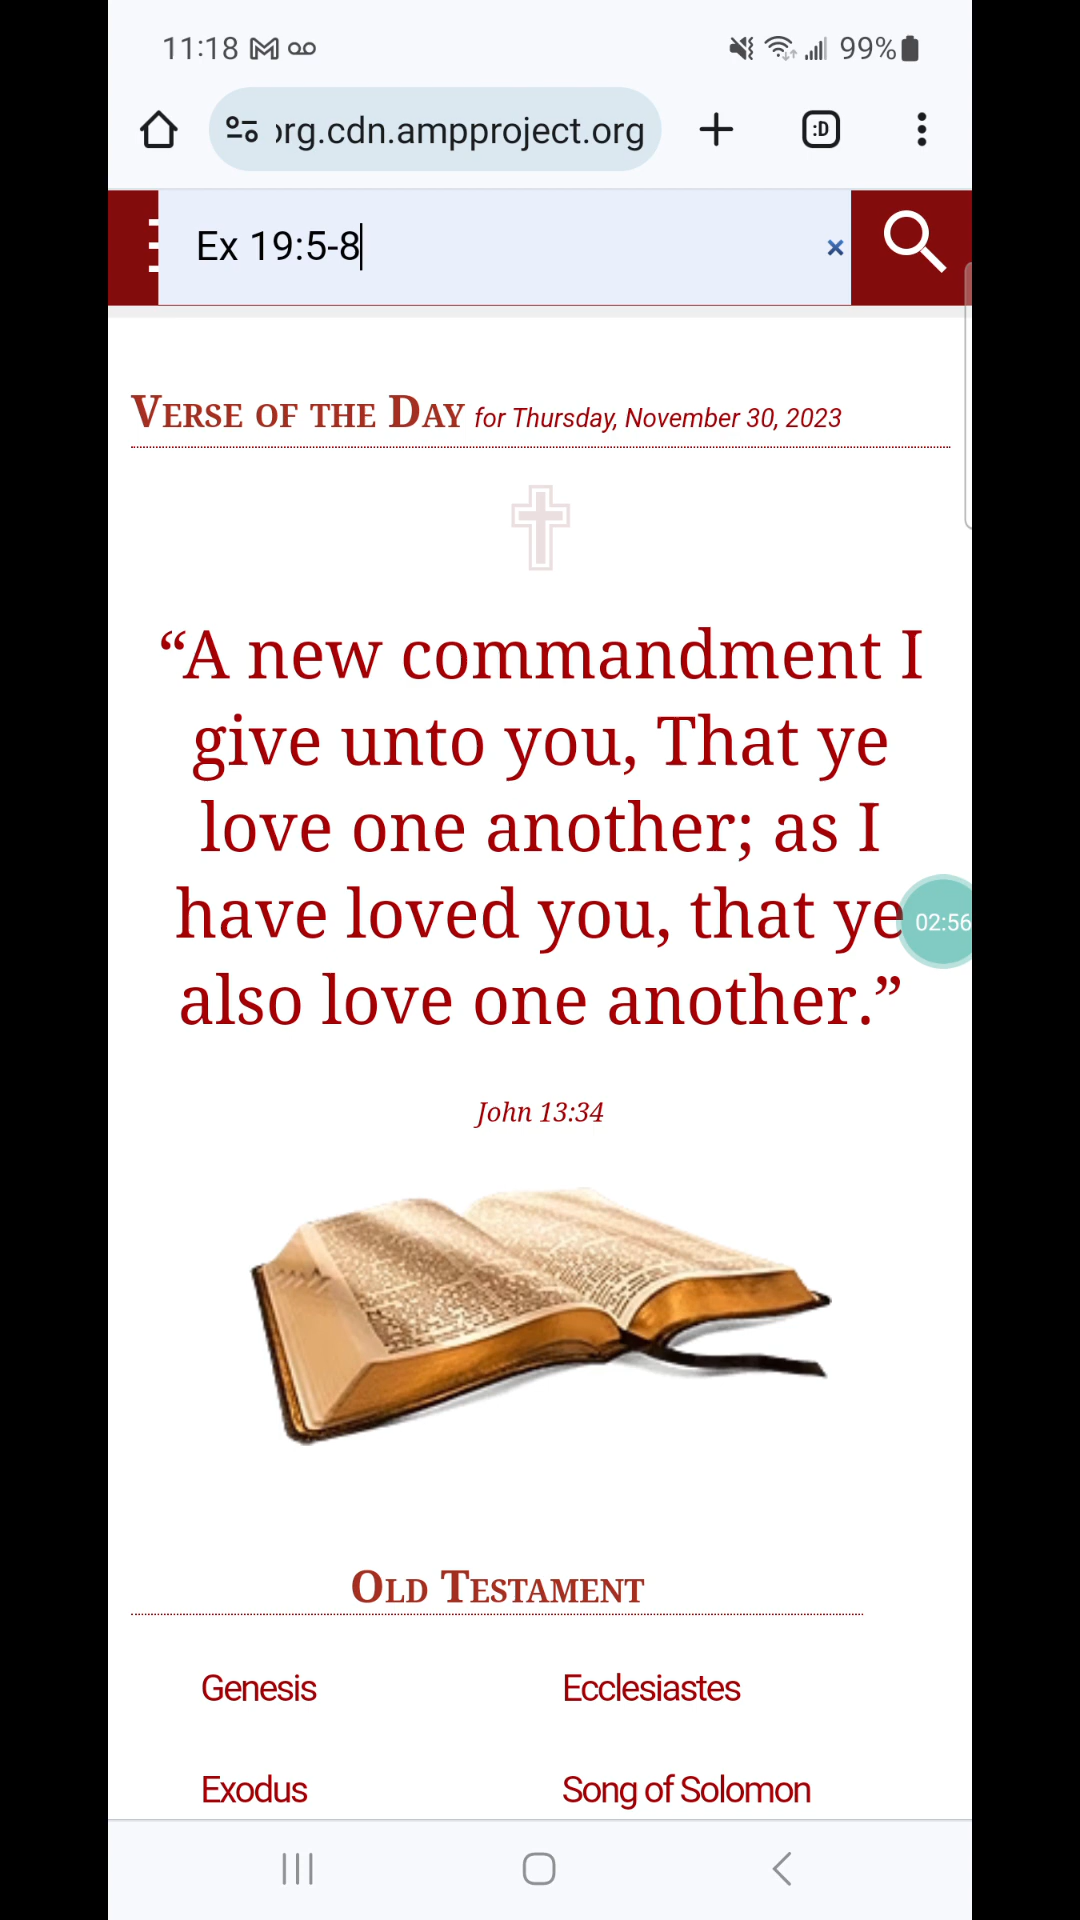 11:18 99%
org.cdn.ampproject.org :D
Ex 19:5-8 ×
VERSE OF THE DAY for Thursday, November 30, 2023
“A new commandment I
give unto you, That ye
love one another; as I
have loved you, that ye
also love one another.”
02:56
John 13:34
OLD TESTAMENT
Genesis Ecclesiastes
Exodus Song of Solomon